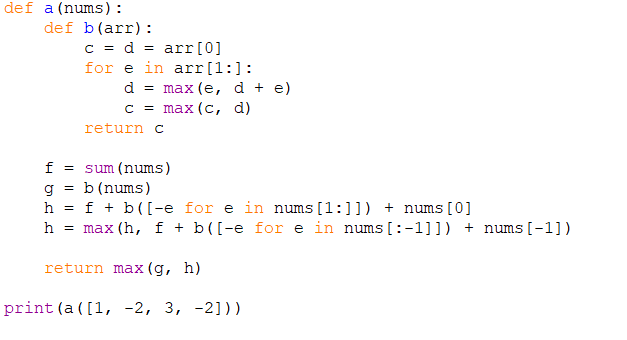 def a(nums):
    def b(arr):
        c = d = arr[0]
        for e in arr[1:]:
            d = max(e, d + e)
            c = max(c, d)
        return c

    f = sum(nums)
    g = b(nums)
    h = f + b([-e for e in nums[1:]]) + nums[0]
    h = max(h, f + b([-e for e in nums[:-1]]) + nums[-1])

    return max(g, h)

print(a([1, -2, 3, -2]))